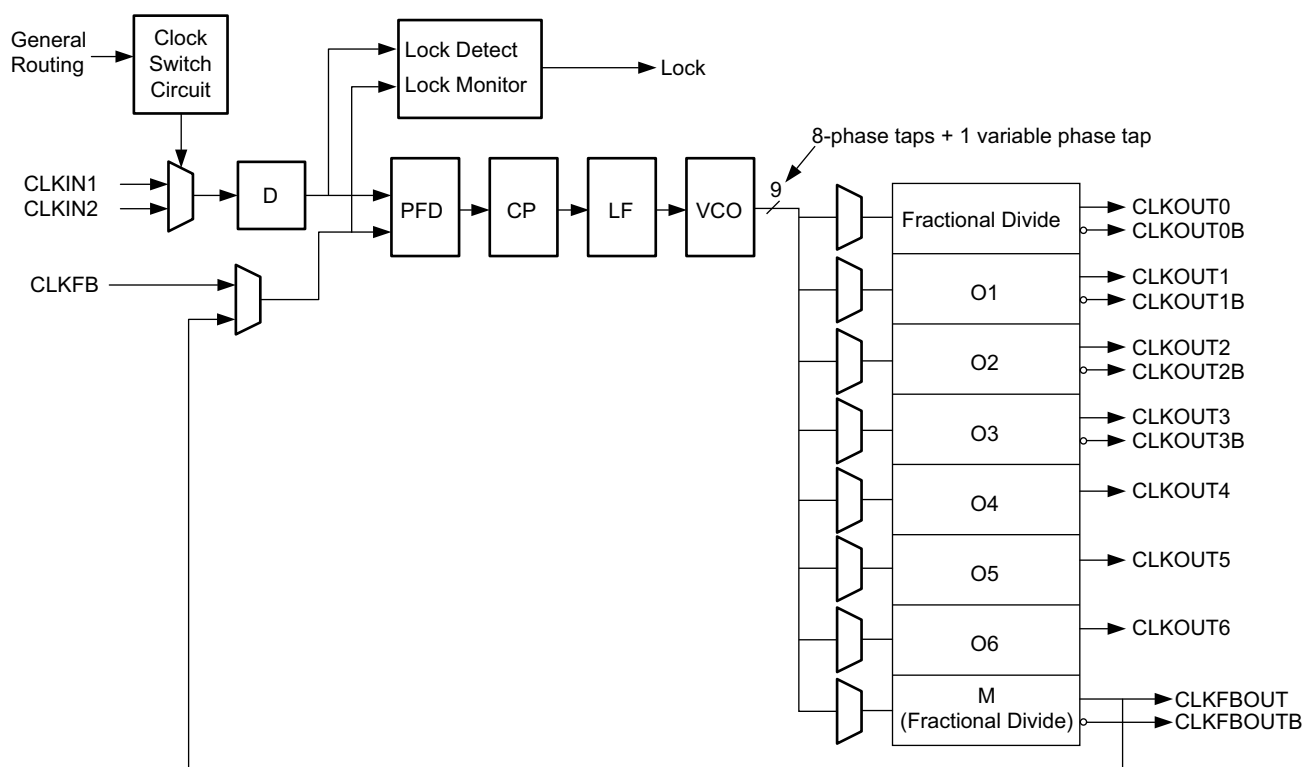 General
Routing
Clock
Switch
Circuit
Lock Detect
Lock Monitor
Lock
8-phase taps + 1 variable phase tap
CLKIN1
CLKIN2
D
PFD
CP
LF
VCO
9
CLKFB
Fractional Divide
CLKOUT0
CLKOUT0B
O1
CLKOUT1
CLKOUT1B
O2
CLKOUT2
CLKOUT2B
O3
CLKOUT3
CLKOUT3B
O4
CLKOUT4
O5
CLKOUT5
O6
CLKOUT6
M
(Fractional Divide)
CLKFBOUT
CLKFBOUTB